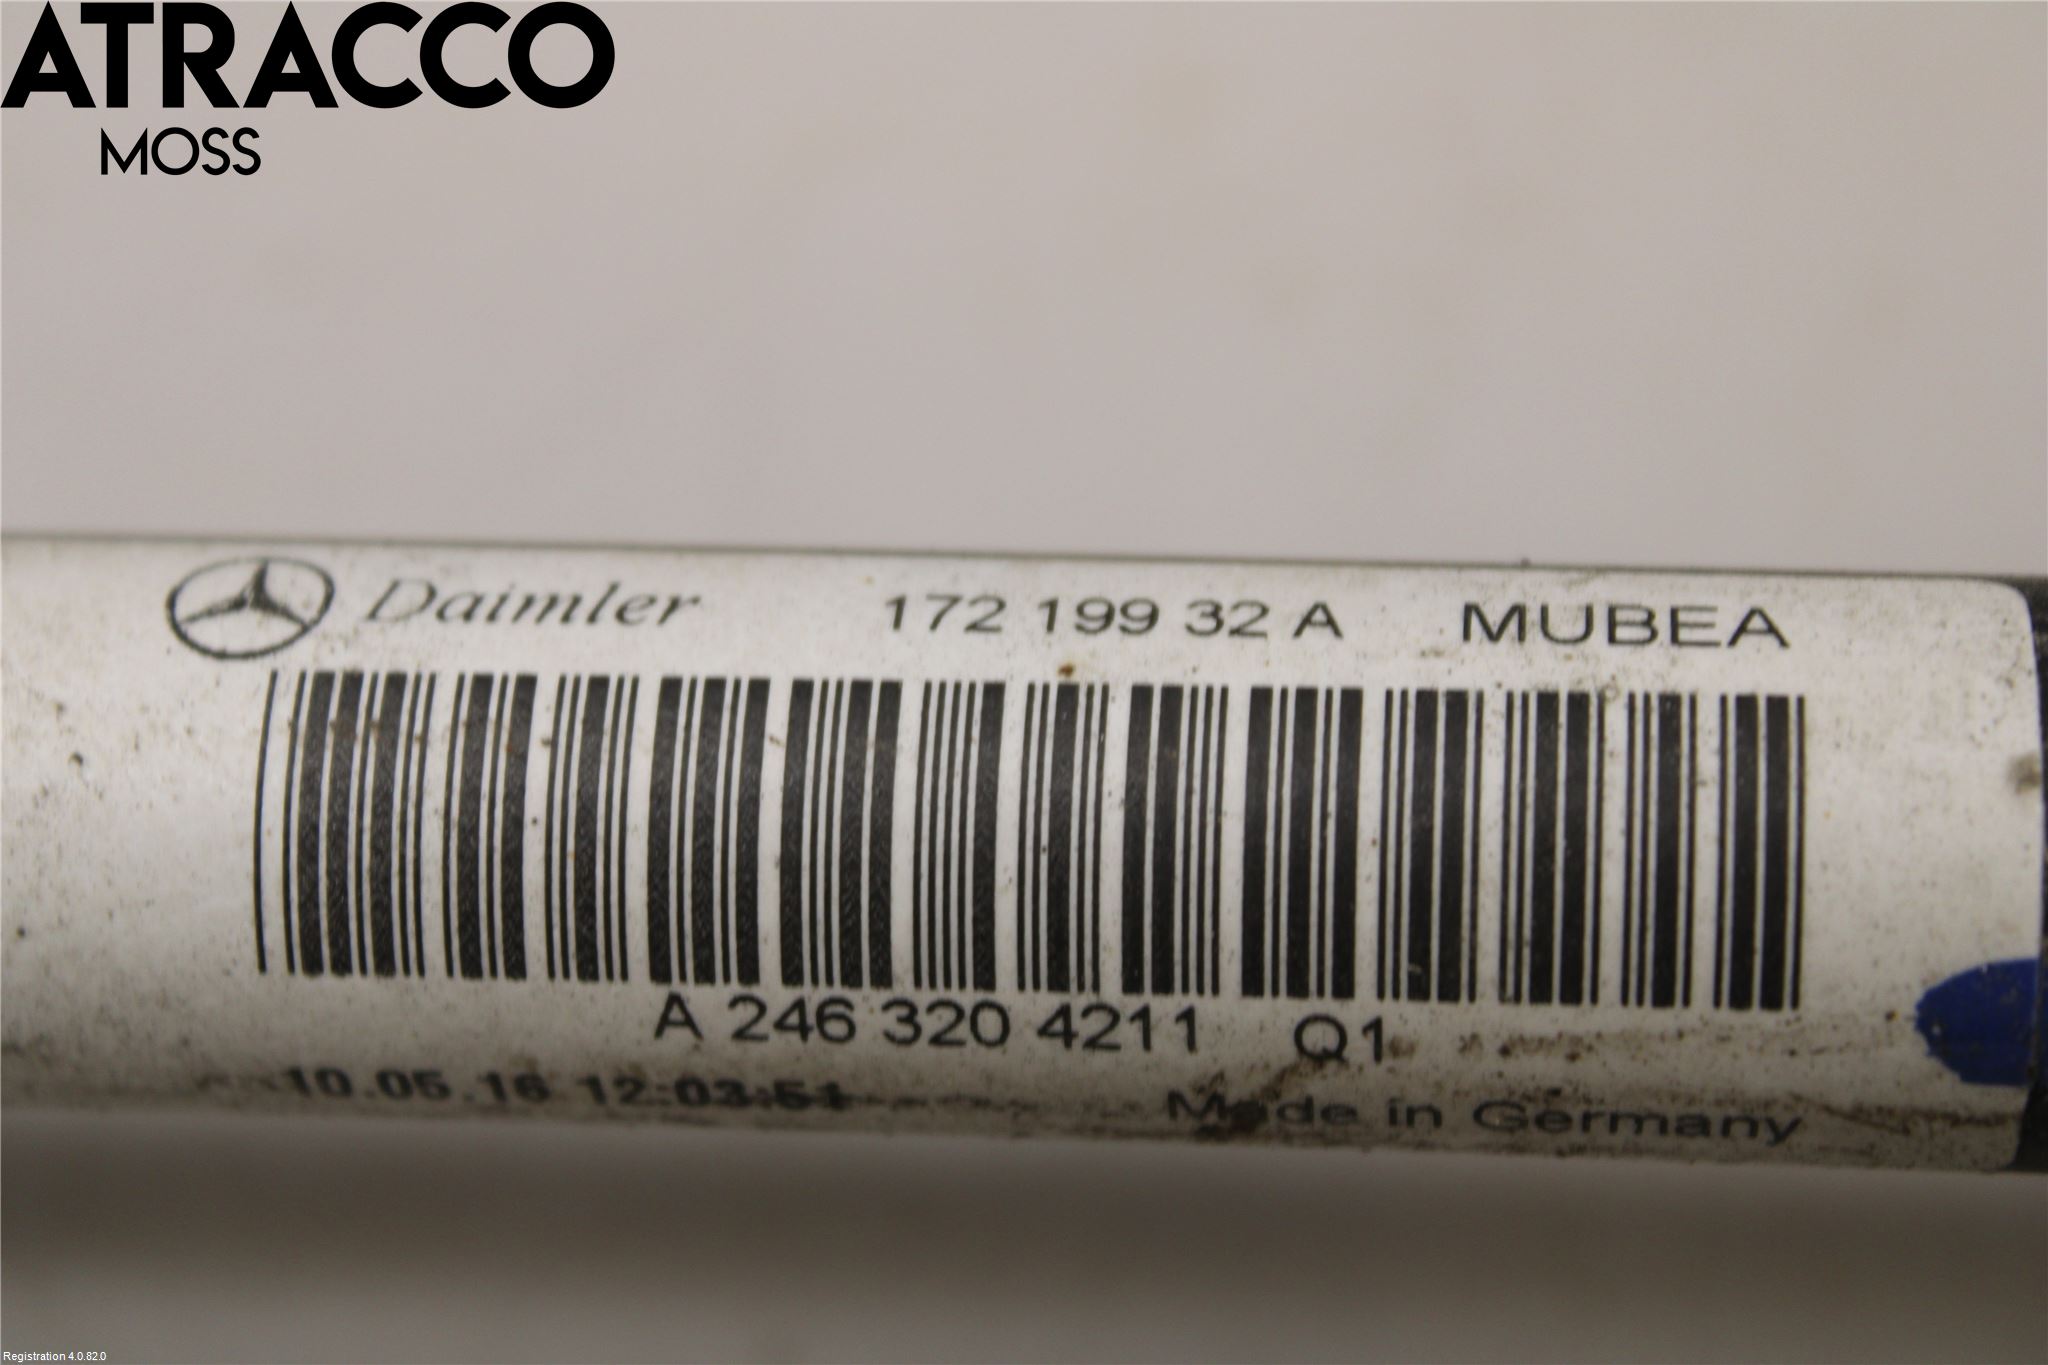 ATRACCO
MOSS
Daimler 172 199 32 A MUBEA
A 246 320 4211 Q1
10.05.16 12:03:51
Made in Germany
Registration 4.0.82.0